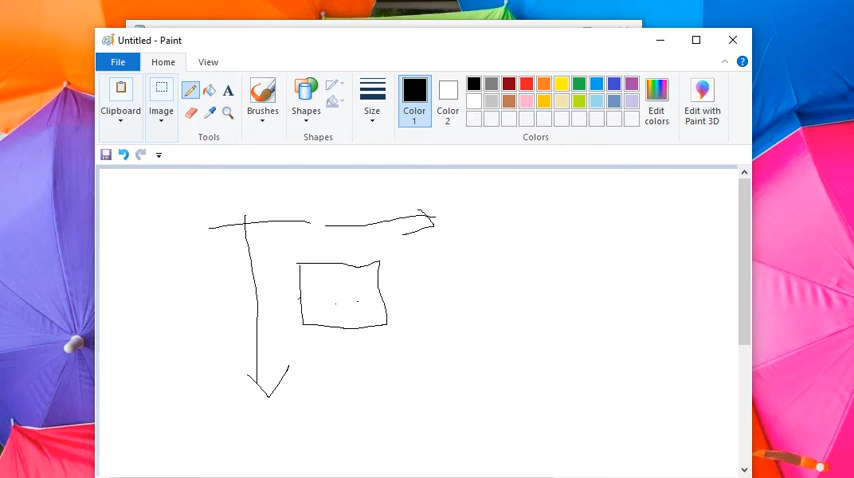 Untitled - Paint
File Home View
Clipboard
Image
Tools
Brushes
Shapes
Shapes
Size
Color 1
Color 2
Edit colors
Colors
Edit with Paint 3D